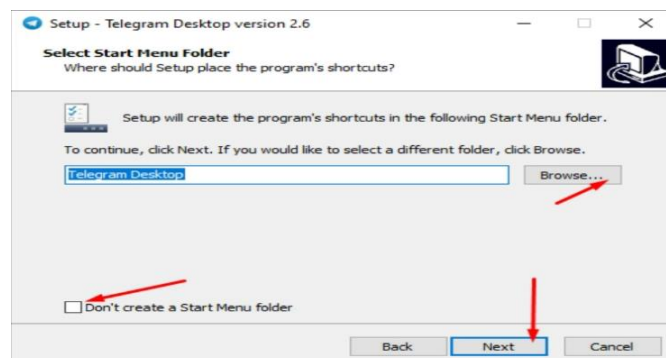 Setup - Telegram Desktop version 2.6
Select Start Menu Folder
Where should Setup place the program's shortcuts?
Setup will create the program's shortcuts in the following Start Menu folder.
To continue, click Next. If you would like to select a different folder, click Browse.
Telegram Desktop
Browse...
Don't create a Start Menu folder
Back
Next
Cancel